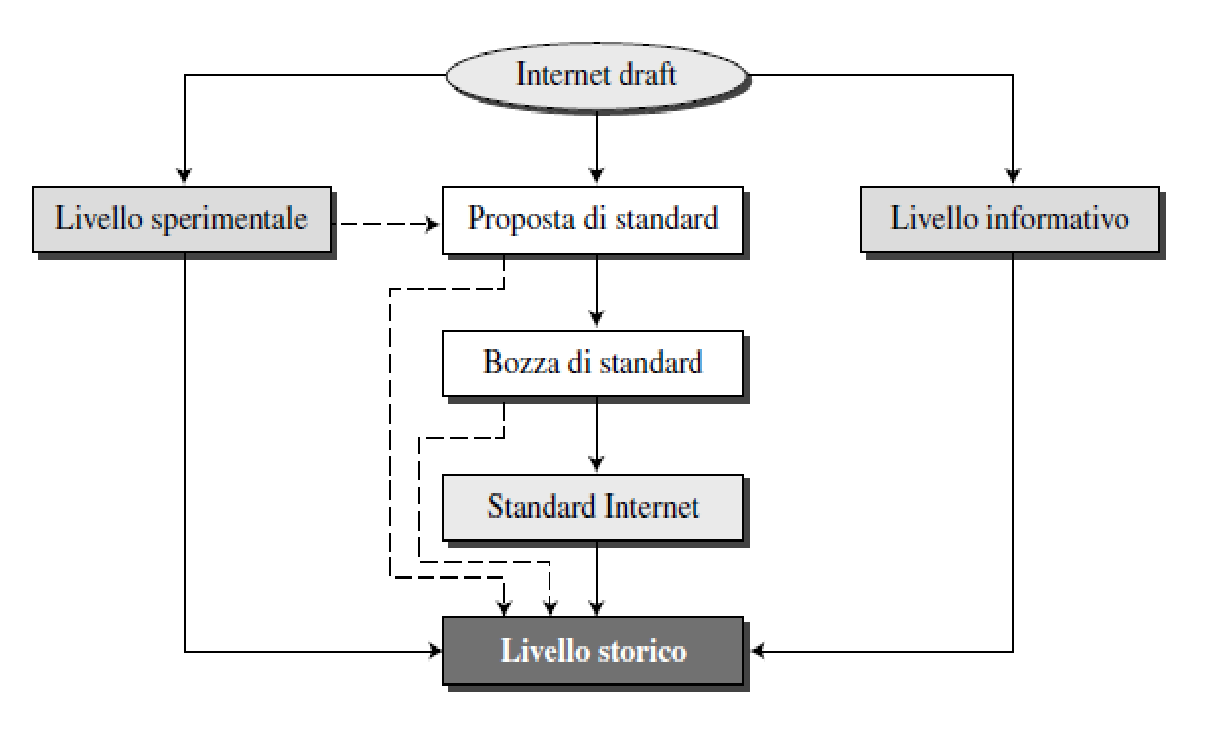 Internet draft
Livello sperimentale
Proposta di standard
Livello informativo
Bozza di standard
Standard Internet
Livello storico